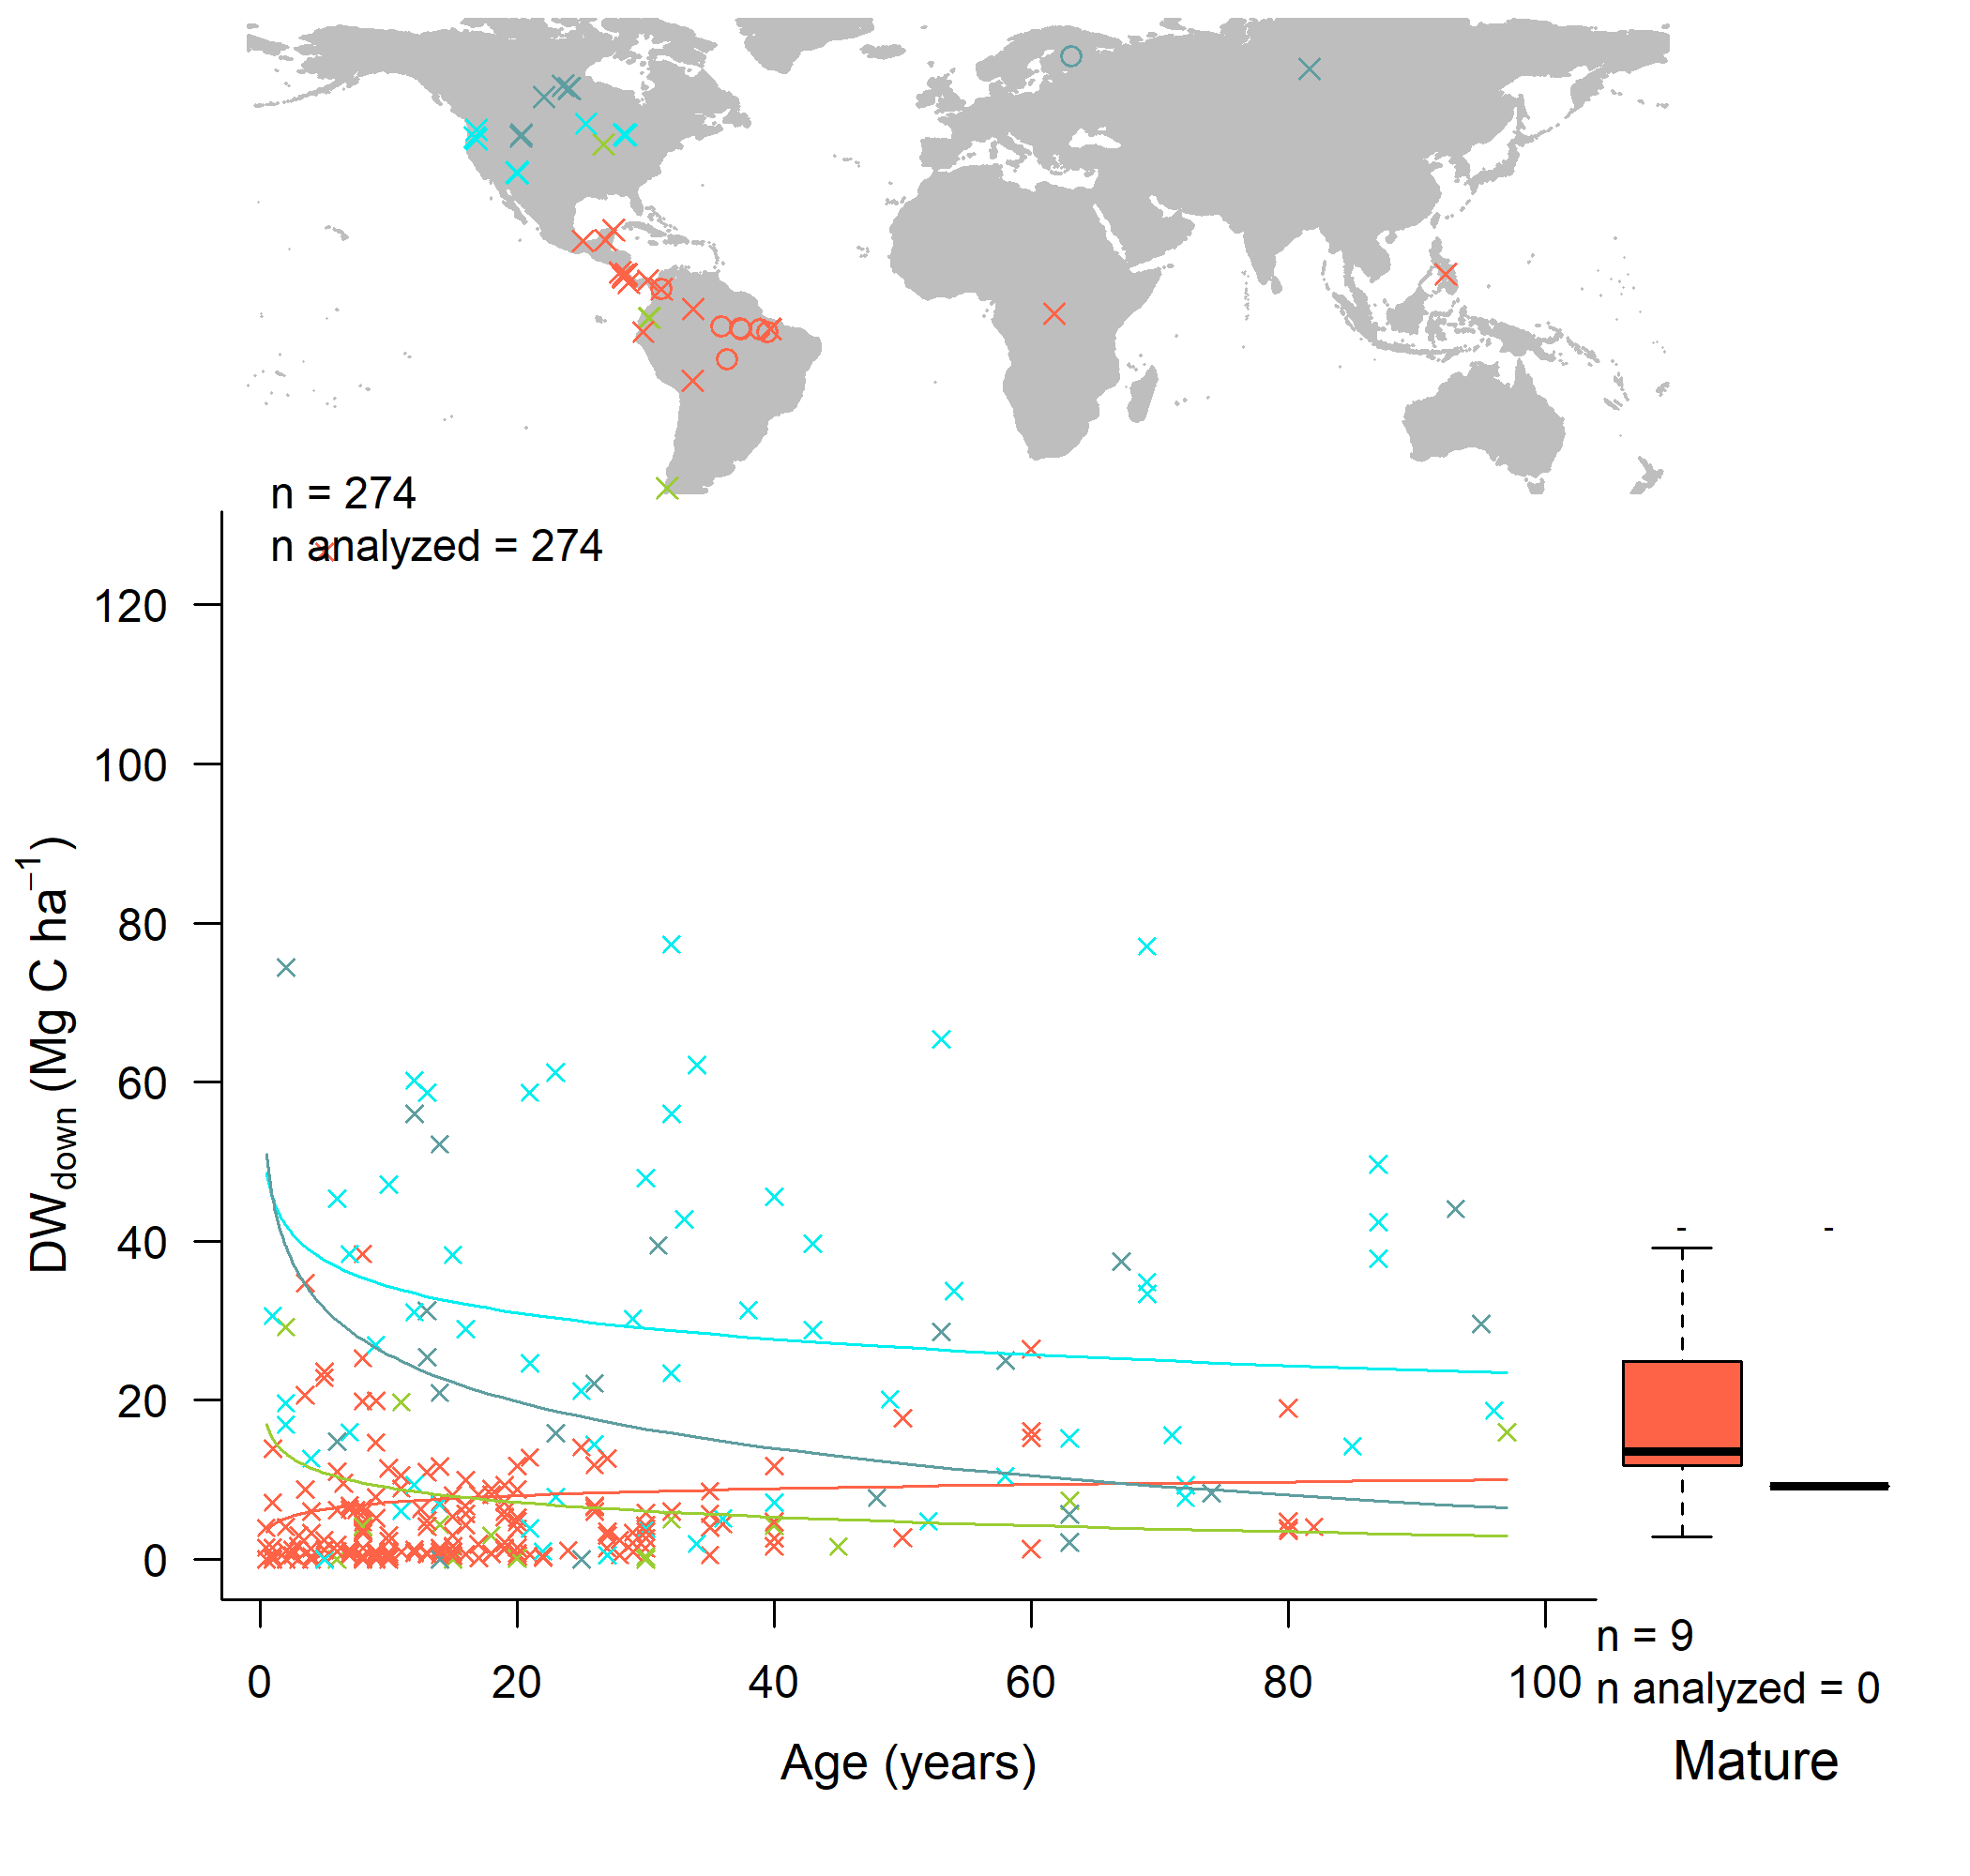 n = 274
n analyzed = 274
120
100
80
60
40
20
0
DWdown (Mg C ha−1)
0 20 40 60 80 100
Age (years)
- -
n = 9
n analyzed = 0
Mature